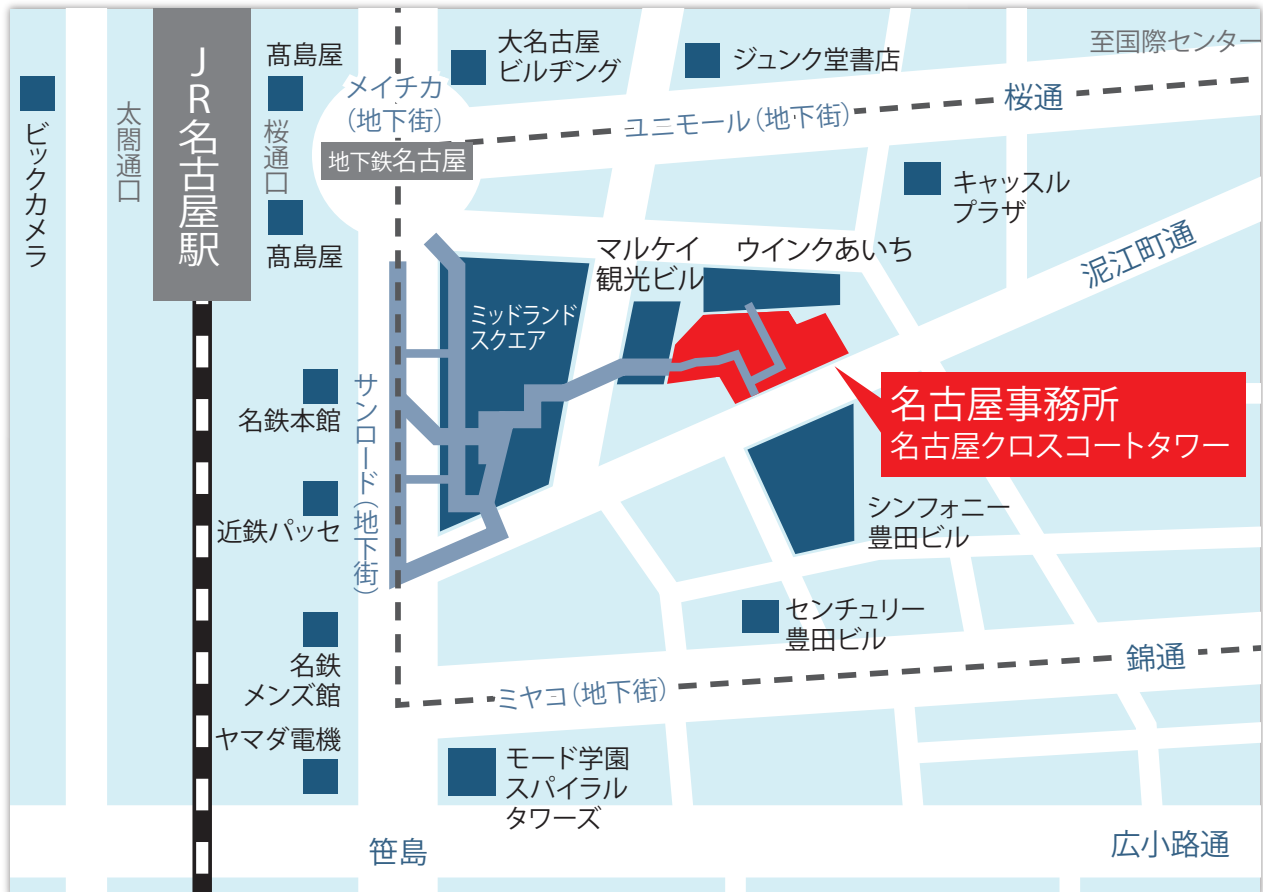 JR名古屋駅
髙島屋
大名古屋
ビルヂング
ジュンク堂書店
至国際センター
桜通
メイチカ
(地下街)
ユニモール(地下街)
地下鉄名古屋
太閤通口
桜通口
ビックカメラ
髙島屋
キャッスル
プラザ
泥江町通
マルケイ
観光ビル
ウインクあいち
ミッドランド
スクエア
名鉄本館
サンロード(地下街)
名古屋事務所
名古屋クロスコートタワー
近鉄パッセ
シンフォニー
豊田ビル
センチュリー
豊田ビル
名鉄
メンズ館
錦通
ミヤコ(地下街)
ヤマダ電機
モード学園
スパイラル
タワーズ
笹島
広小路通